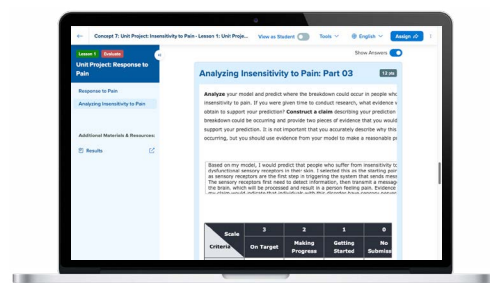 Concept 7: Unit Project: Insensitivity to Pain - Lesson 1: Unit Proje...
View as Student
Tools
English
Assign
Show Answers
Lesson 1 Evaluate
Unit Project: Response to
Pain
Response to Pain
Analyzing Insensitivity to Pain
Additional Materials & Resources:
Results
Analyzing Insensitivity to Pain: Part 03
12 pts
Analyze your model and predict where the breakdown could occur in people who
insensitivity to pain. If you were given time to conduct research, what evidence
obtain to support your prediction? Construct a claim describing your prediction
breakdown could be occurring and provide two pieces of evidence that you would
support your prediction. It is not important that you accurately describe why this
occurring, but you should use evidence from your model to make a reasonable
Based on my model, I would predict that people who suffer from insensitivity to
dysfunctional sensory receptors in their skin. I selected this as the starting
as sensory receptors are the first step in triggering the system that sends
The sensory receptors first need to detect information, then transmit a message
the brain, which will be processed and result in a person feeling pain. Evidence
Scale
3
2
1
0
Criteria
On Target
Making
Progress
Getting
Started
No
Submiss